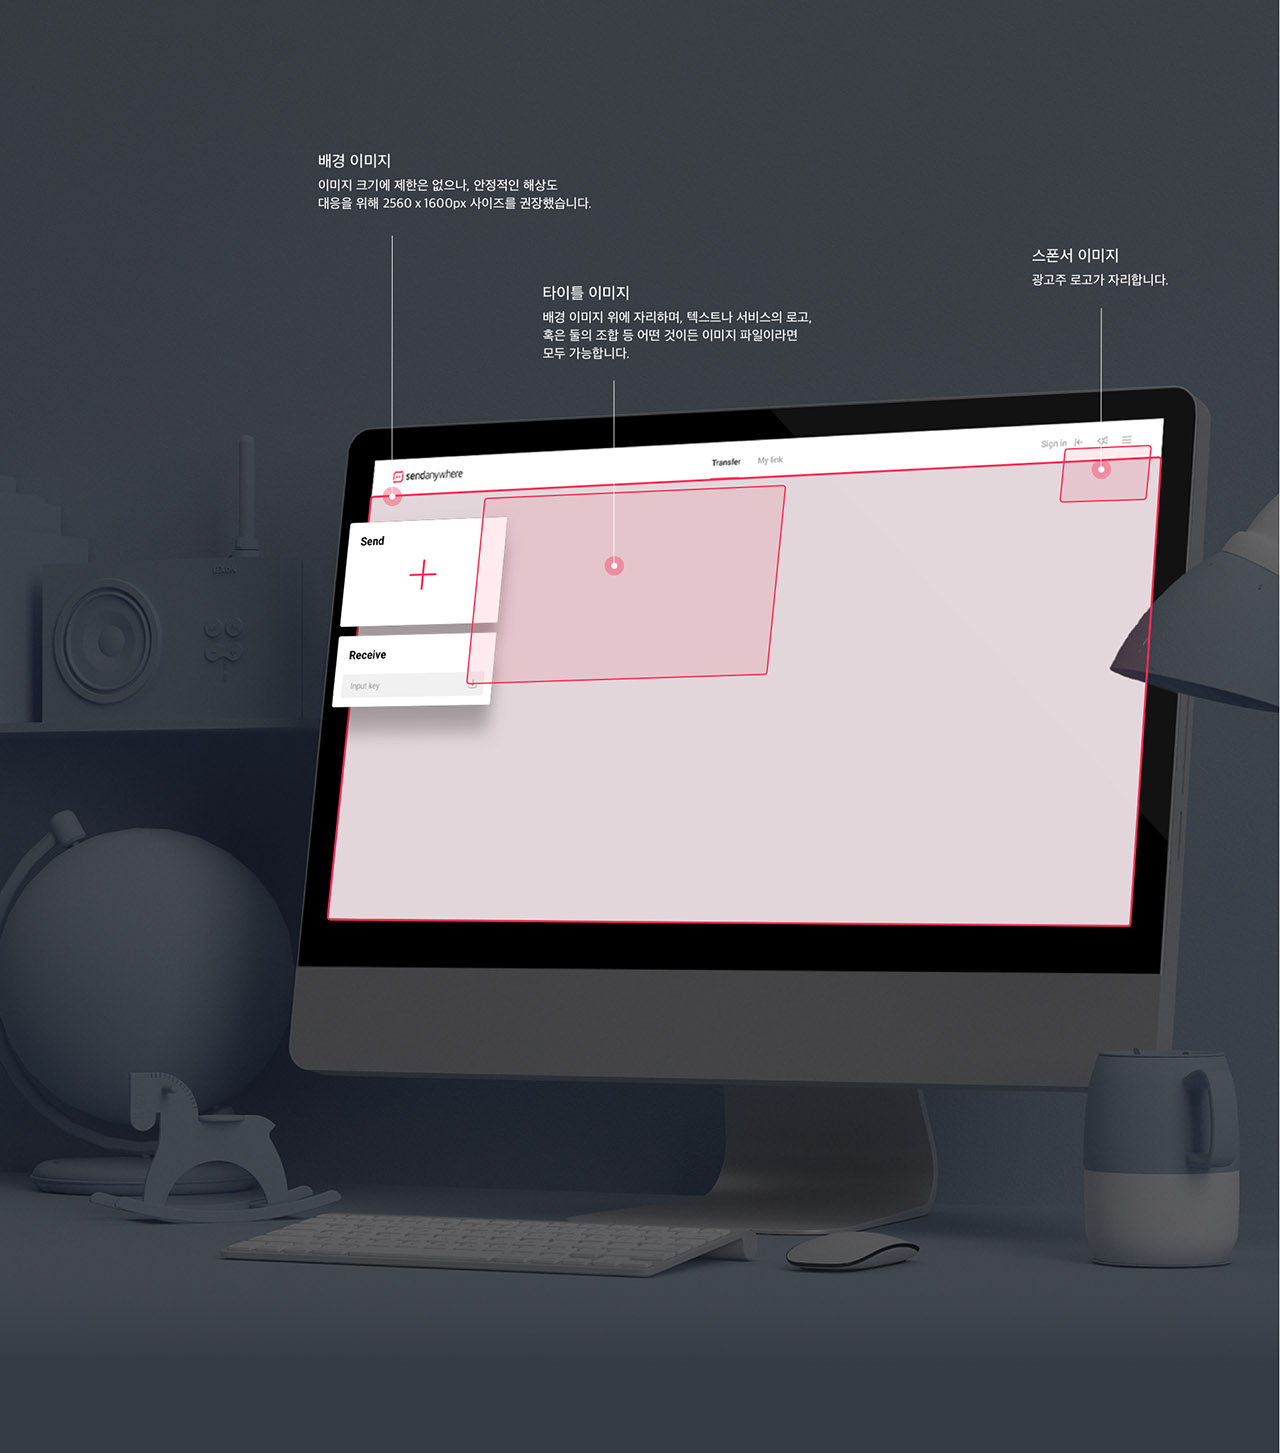 배경 이미지
이미지 크기에 제한은 없으나, 안정적인 해상도
대응을 위해 2560 x 1600px 사이즈를 권장했습니다.
스폰서 이미지
광고주 로고가 자리합니다.
타이틀 이미지
배경 이미지 위에 자리하며, 텍스트나 서비스의 로고,
혹은 둘의 조합 등 어떤 것이든 이미지 파일이라면
모두 가능합니다.
sendanywhere
Transfer My link
Sign in
Send
Receive
Input key